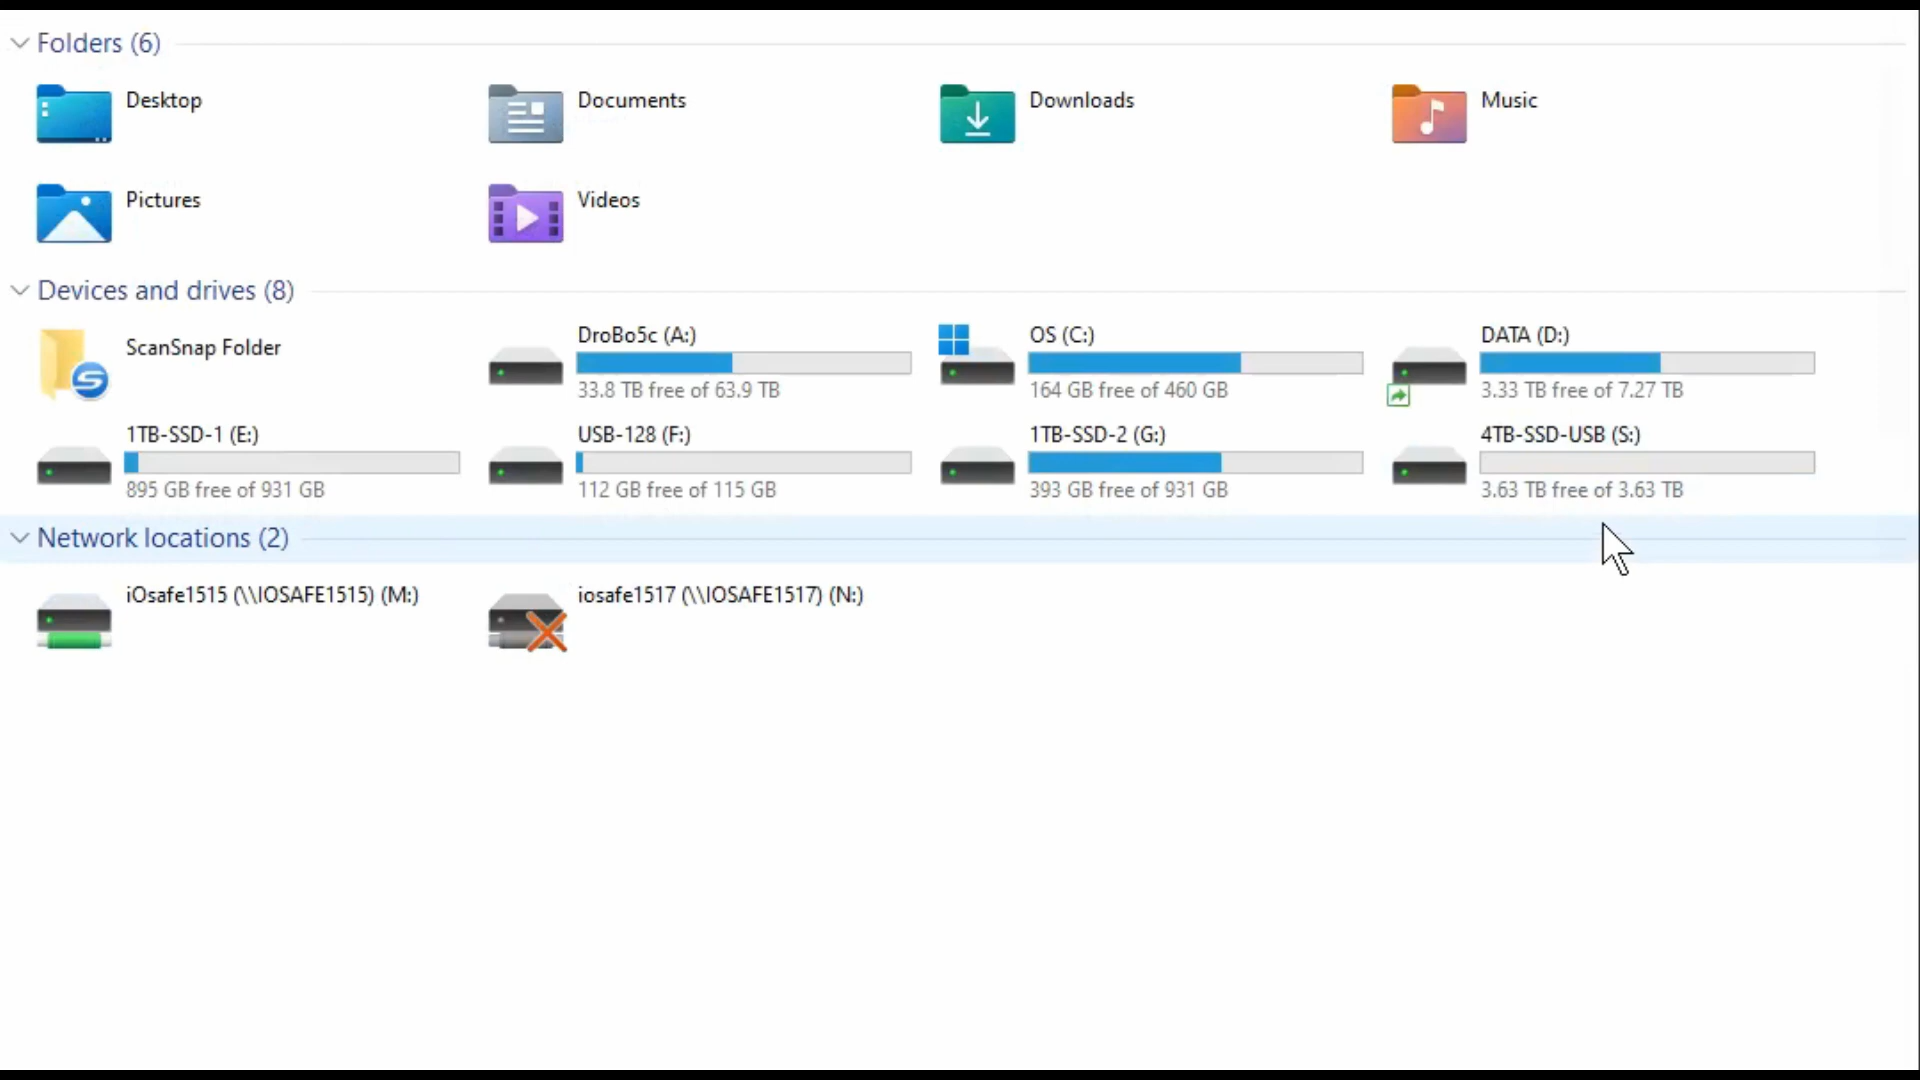 Folders (6)
Desktop
Documents
Downloads
Music
Pictures
Videos
Devices and drives (8)
ScanSnap Folder
DroBo5c (A:)
33.8 TB free of 63.9 TB
OS (C:)
164 GB free of 460 GB
DATA (D:)
3.33 TB free of 7.27 TB
1TB-SSD-1 (E:)
895 GB free of 931 GB
USB-128 (F:)
112 GB free of 115 GB
1TB-SSD-2 (G:)
393 GB free of 931 GB
4TB-SSD-USB (S:)
3.63 TB free of 3.63 TB
Network locations (2)
iOsafe1515 (\\IOSAFE1515) (M:)
iosafe1517 (\\IOSAFE1517) (N:)